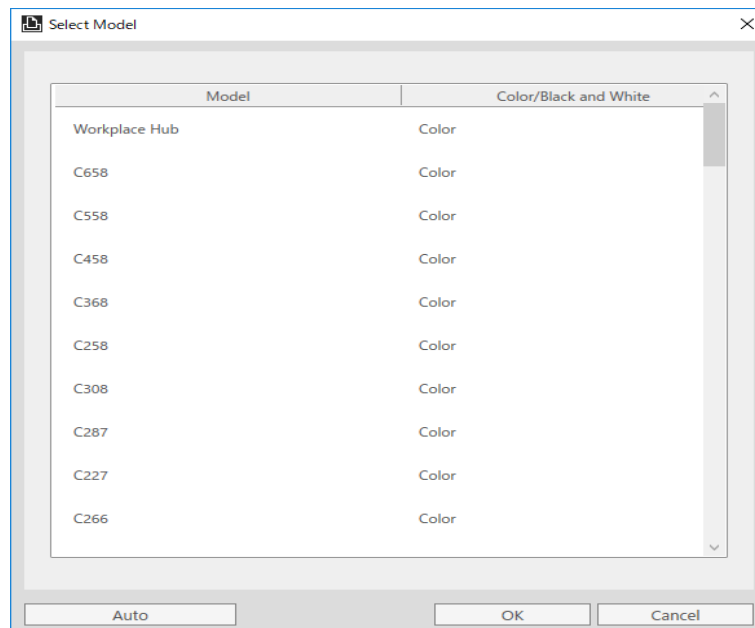 Select Model
Model Color/Black and White
Workplace Hub Color
C658 Color
C558 Color
C458 Color
C368 Color
C258 Color
C308 Color
C287 Color
C227 Color
C266 Color
Auto OK Cancel